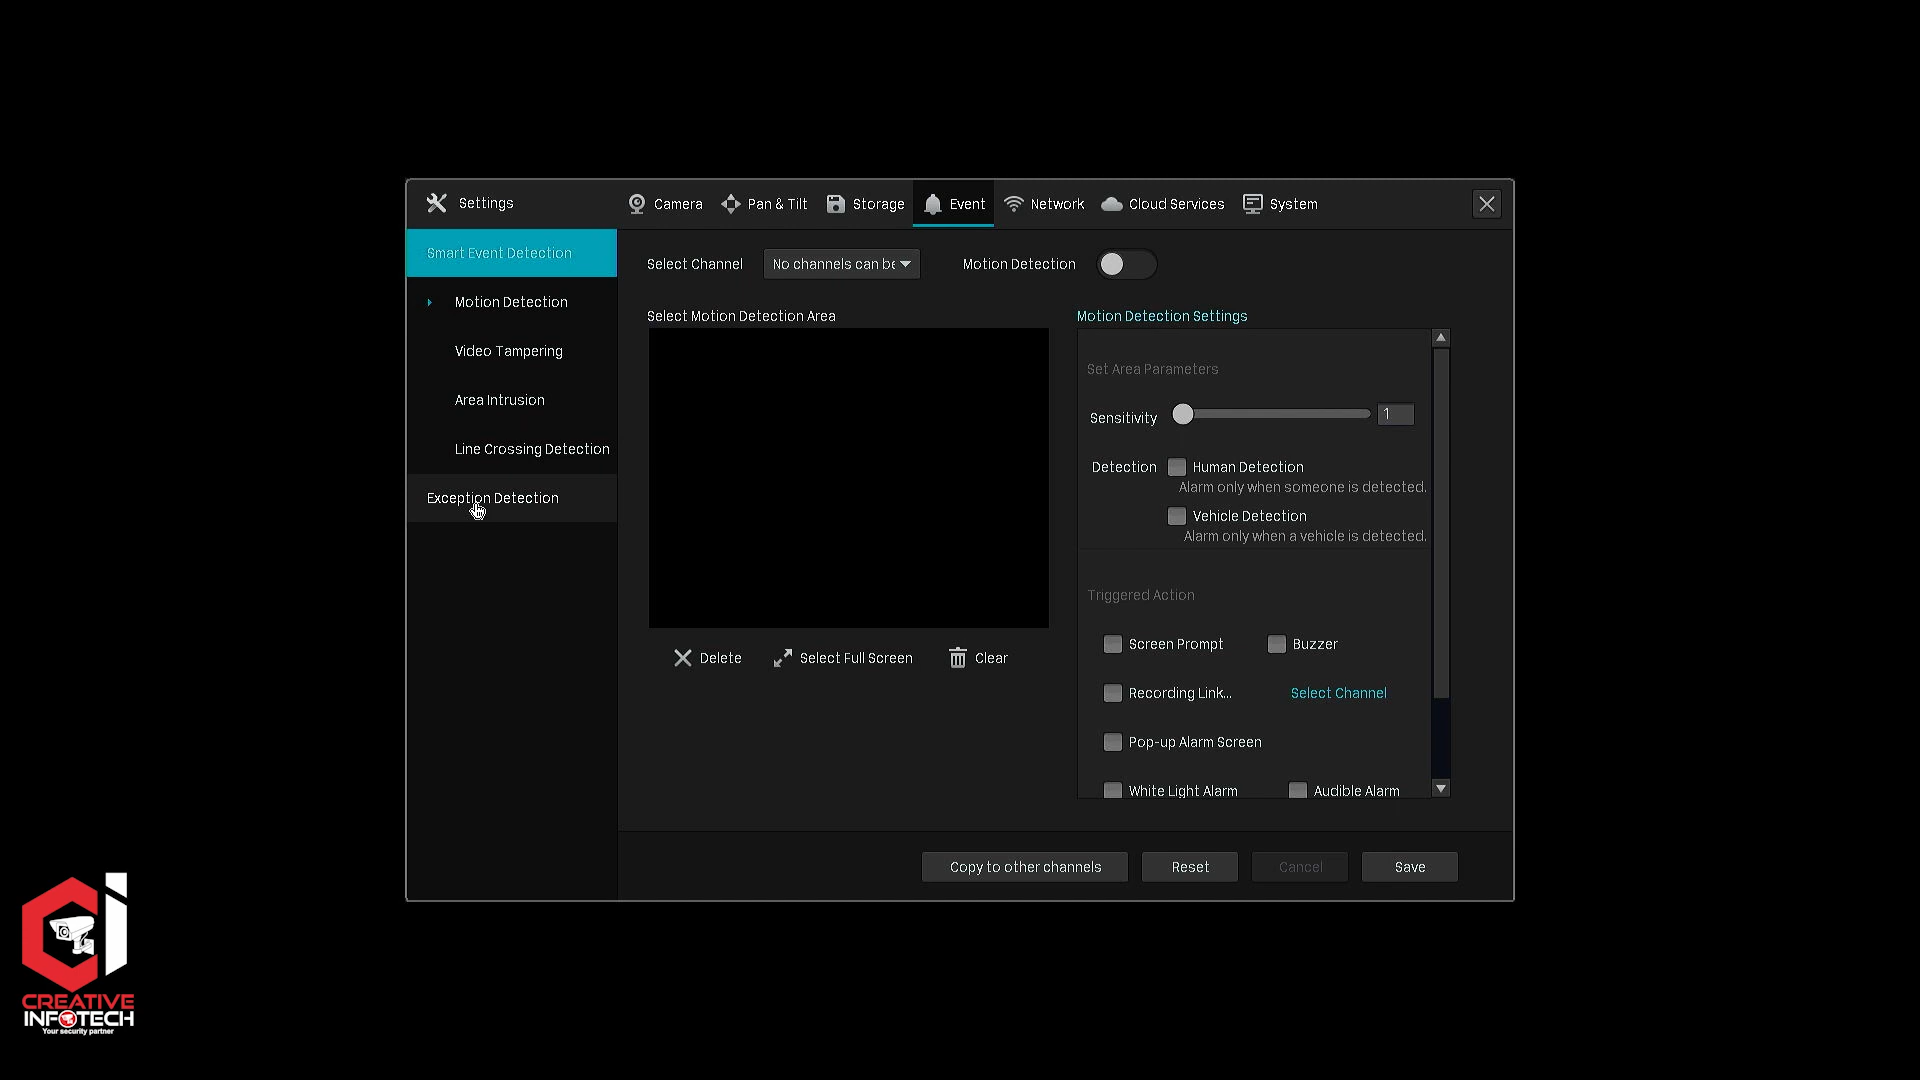 Settings
Camera
Pan & Tilt
Storage
Event
Network
Cloud Services
System
Smart Event Detection
Motion Detection
Video Tampering
Area Intrusion
Line Crossing Detection
Exception Detection
Select Channel
No channels can be
Motion Detection
Select Motion Detection Area
Delete
Select Full Screen
Clear
Motion Detection Settings
Set Area Parameters
Sensitivity
1
Detection
Human Detection
Alarm only when someone is detected.
Vehicle Detection
Alarm only when a vehicle is detected.
Triggered Action
Screen Prompt
Buzzer
Recording Link...
Select Channel
Pop-up Alarm Screen
White Light Alarm
Audible Alarm
Copy to other channels
Reset
Cancel
Save
CREATIVE
INFOTECH
Your security partner